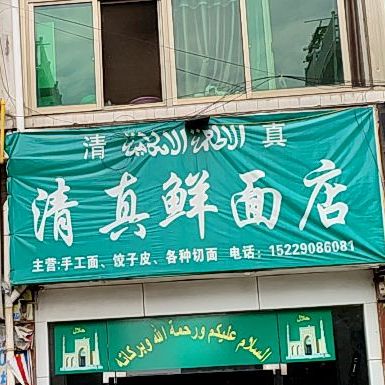 清 真
清真鲜面店
主营:手工面、饺子皮、各种切面 电话：15229086081
حلال
السلام عليكم ورحمة الله وبركاته
حلال